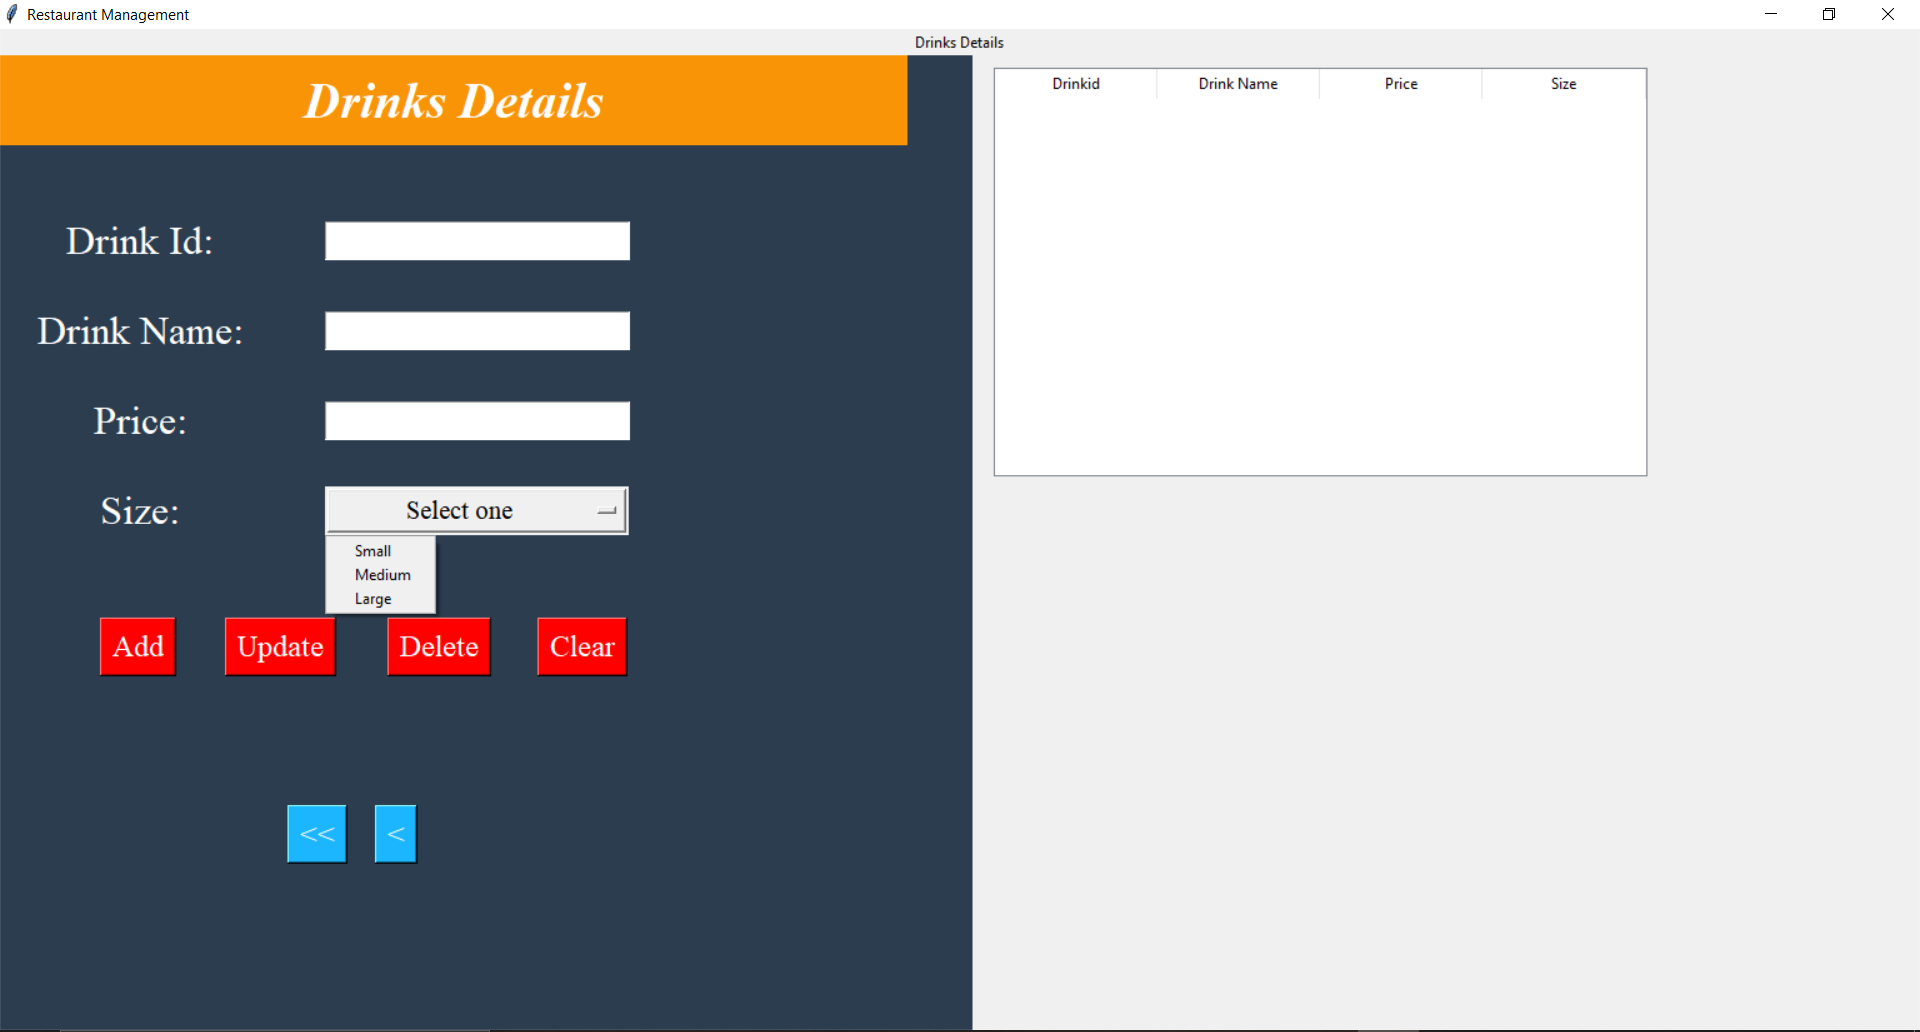 Restaurant Management
Drinks Details
Drinks Details
Drink Id:
Drink Name:
Price:
Size:
Select one
Small
Medium
Large
Add Update Delete Clear
<< <
Drinkid Drink Name Price Size